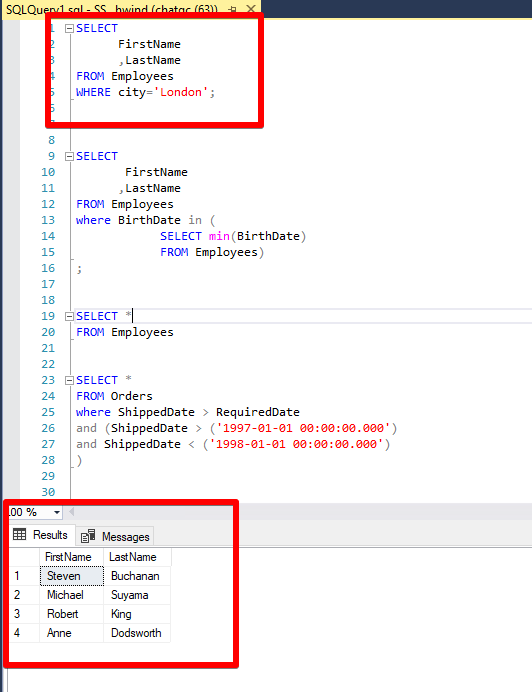 SQLQuery1.sql - SS...hwind (chatgc (63))
1 SELECT
2 FirstName
3 ,LastName
4 FROM Employees
5 WHERE city='London';
6
7
8
9 SELECT
10 FirstName
11 ,LastName
12 FROM Employees
13 where BirthDate in (
14 SELECT min(BirthDate)
15 FROM Employees)
16 ;
17
18
19 SELECT *
20 FROM Employees
21
22
23 SELECT *
24 FROM Orders
25 where ShippedDate > RequiredDate
26 and (ShippedDate > ('1997-01-01 00:00:00.000')
27 and ShippedDate < ('1998-01-01 00:00:00.000')
28 )
29
30
100 %
Results Messages
FirstName LastName
1 Steven Buchanan
2 Michael Suyama
3 Robert King
4 Anne Dodsworth